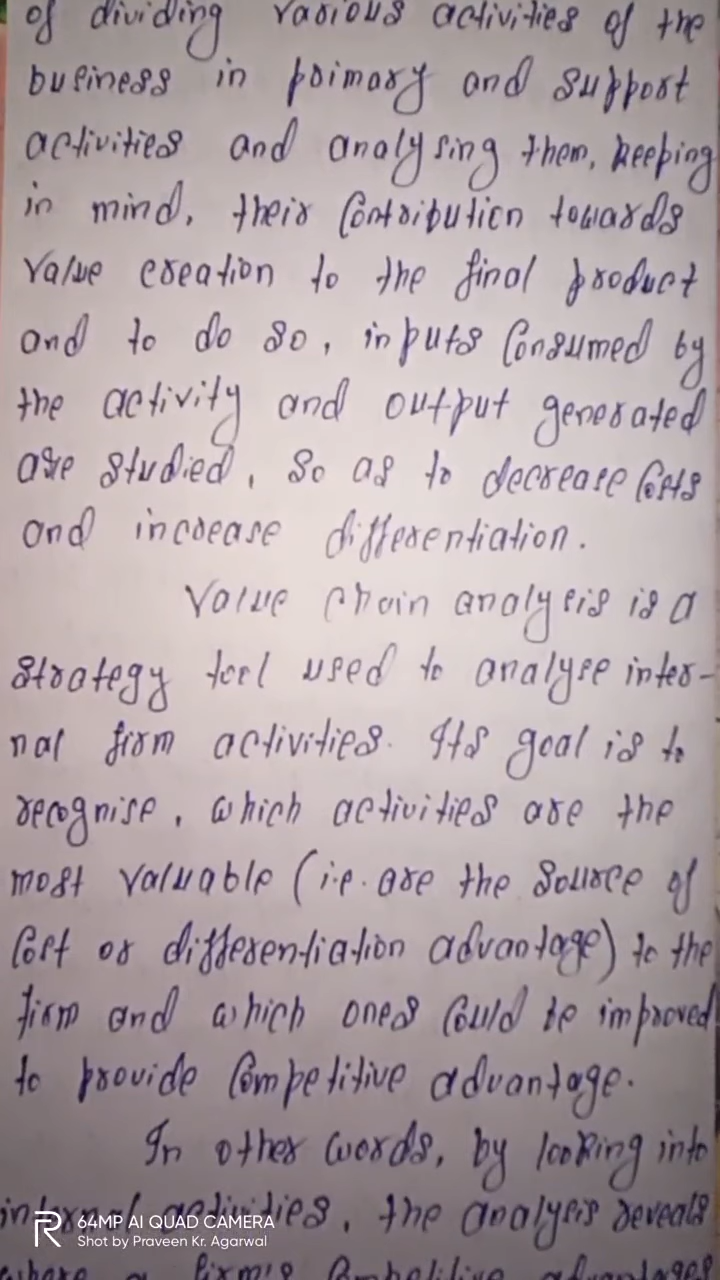 of dividing various activities of the
business in primary and support
activities and analysing them, keeping
in mind, their Contribution towards
Value creation to the final product
and to do so, inputs Consumed by
the activity and output generated
are studied, So as to decrease Costs
and increase differentiation.
Value chain analysis is a
Strategy tool used to analyse inter-
nal firm activities. Its goal is to
recognise, which activities are the
most valuable (i.e. are the Source of
Cost or differentiation advantage) to the
firm and which ones Could be improved
to provide Competitive advantage.
In other words, by looking into
internal activities, the analysis reveals
where a firm's Competitive advantages
64MP AI QUAD CAMERA
Shot by Praveen Kr. Agarwal